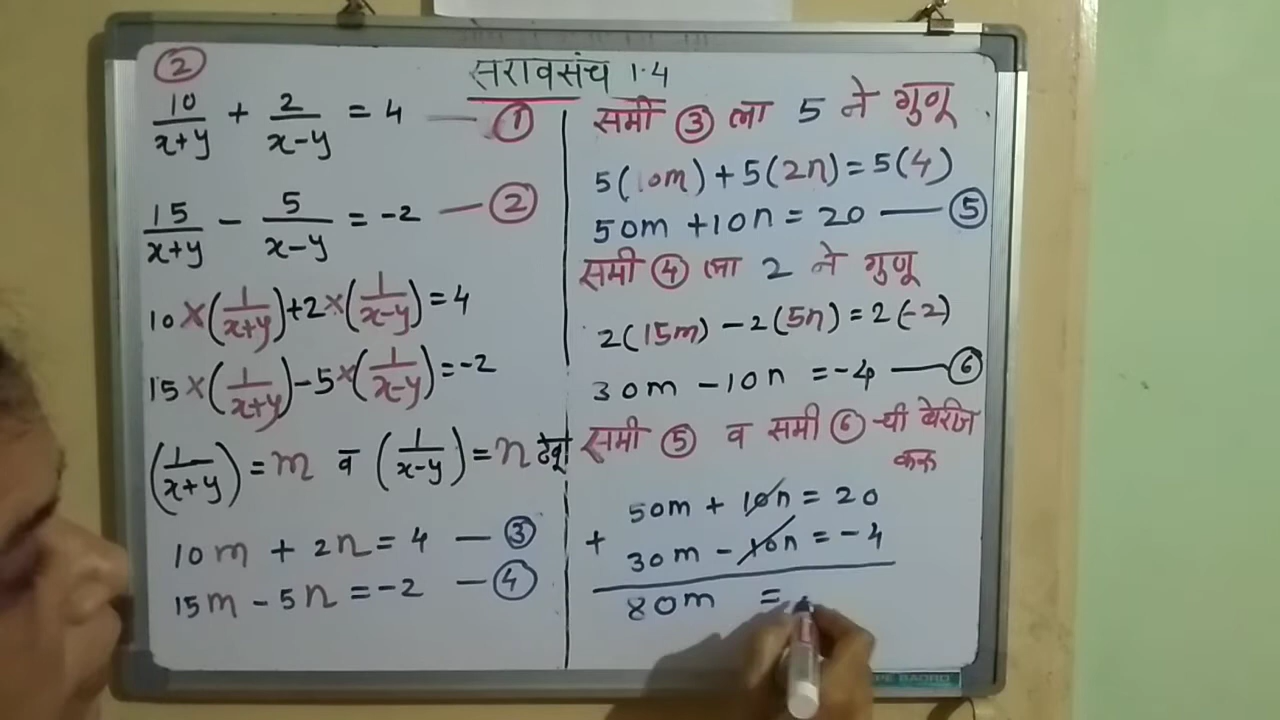 सरावसंच 1.4
②
10/(x+y) + 2/(x-y) = 4 — ①
15/(x+y) - 5/(x-y) = -2 — ②
10 × (1/(x+y)) + 2 × (1/(x-y)) = 4
15 × (1/(x+y)) - 5 × (1/(x-y)) = -2
(1/(x+y)) = m व (1/(x-y)) = n ठेवू
10m + 2n = 4 — ③
15m - 5n = -2 — ④
समी ③ ला 5 ने गुणू
5(10m) + 5(2n) = 5(4)
50m + 10n = 20 — ⑤
समी ④ ला 2 ने गुणू
2(15m) - 2(5n) = 2(-2)
30m - 10n = -4 — ⑥
समी ⑤ व समी ⑥ -ची बेरीज
करू
50m + 10n = 20
+ 30m - 10n = -4
80m =